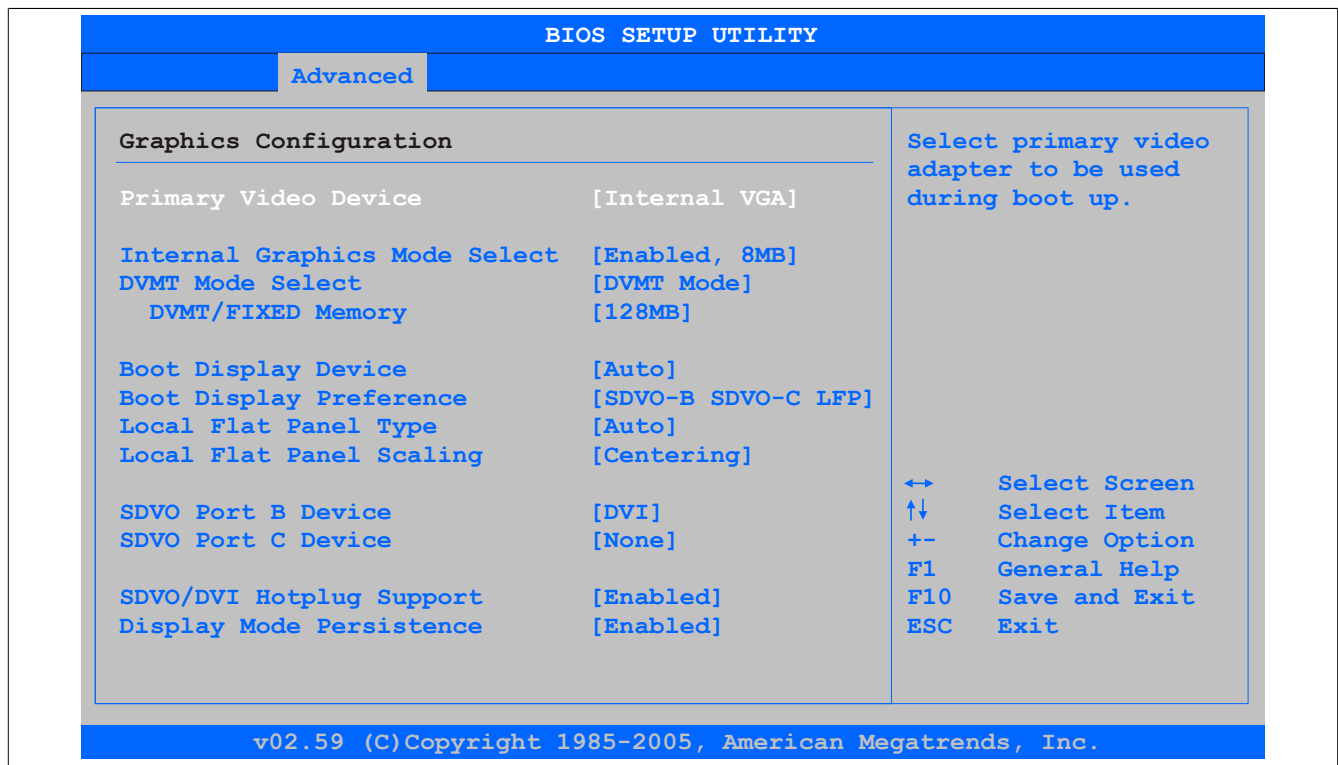 BIOS SETUP UTILITY
Advanced
Graphics Configuration
Primary Video Device [Internal VGA]
Internal Graphics Mode Select [Enabled, 8MB]
DVMT Mode Select [DVMT Mode]
DVMT/FIXED Memory [128MB]
Boot Display Device [Auto]
Boot Display Preference [SDVO-B SDVO-C LFP]
Local Flat Panel Type [Auto]
Local Flat Panel Scaling [Centering]
SDVO Port B Device [DVI]
SDVO Port C Device [None]
SDVO/DVI Hotplug Support [Enabled]
Display Mode Persistence [Enabled]
Select primary video
adapter to be used
during boot up.
↔ Select Screen
↑↓ Select Item
+- Change Option
F1 General Help
F10 Save and Exit
ESC Exit
v02.59 (C)Copyright 1985-2005, American Megatrends, Inc.